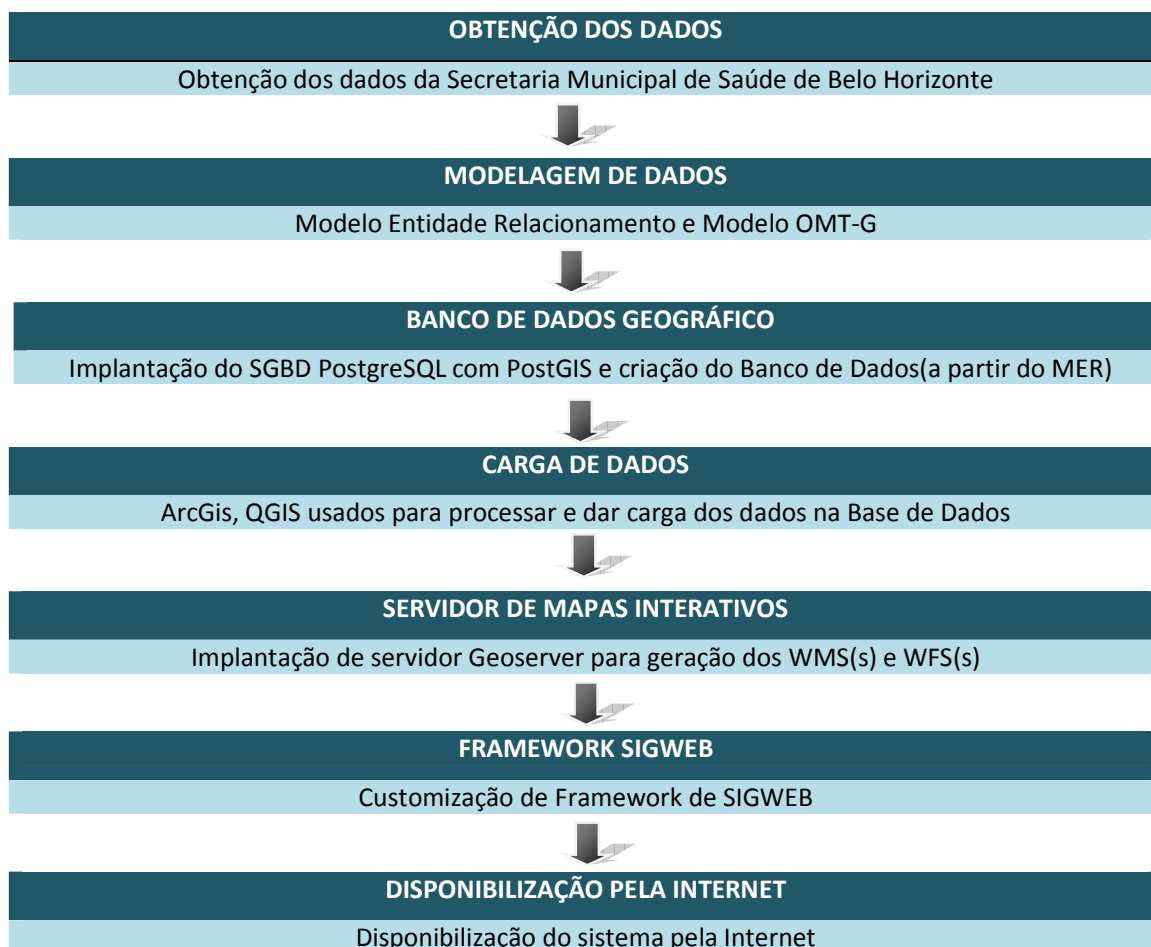 OBTENÇÃO DOS DADOS
Obtenção dos dados da Secretaria Municipal de Saúde de Belo Horizonte
MODELAGEM DE DADOS
Modelo Entidade Relacionamento e Modelo OMT-G
BANCO DE DADOS GEOGRÁFICO
Implantação do SGBD PostgreSQL com PostGIS e criação do Banco de Dados(a partir do MER)
CARGA DE DADOS
ArcGis, QGIS usados para processar e dar carga dos dados na Base de Dados
SERVIDOR DE MAPAS INTERATIVOS
Implantação de servidor Geoserver para geração dos WMS(s) e WFS(s)
FRAMEWORK SIGWEB
Customização de Framework de SIGWEB
DISPONIBILIZAÇÃO PELA INTERNET
Disponibilização do sistema pela Internet